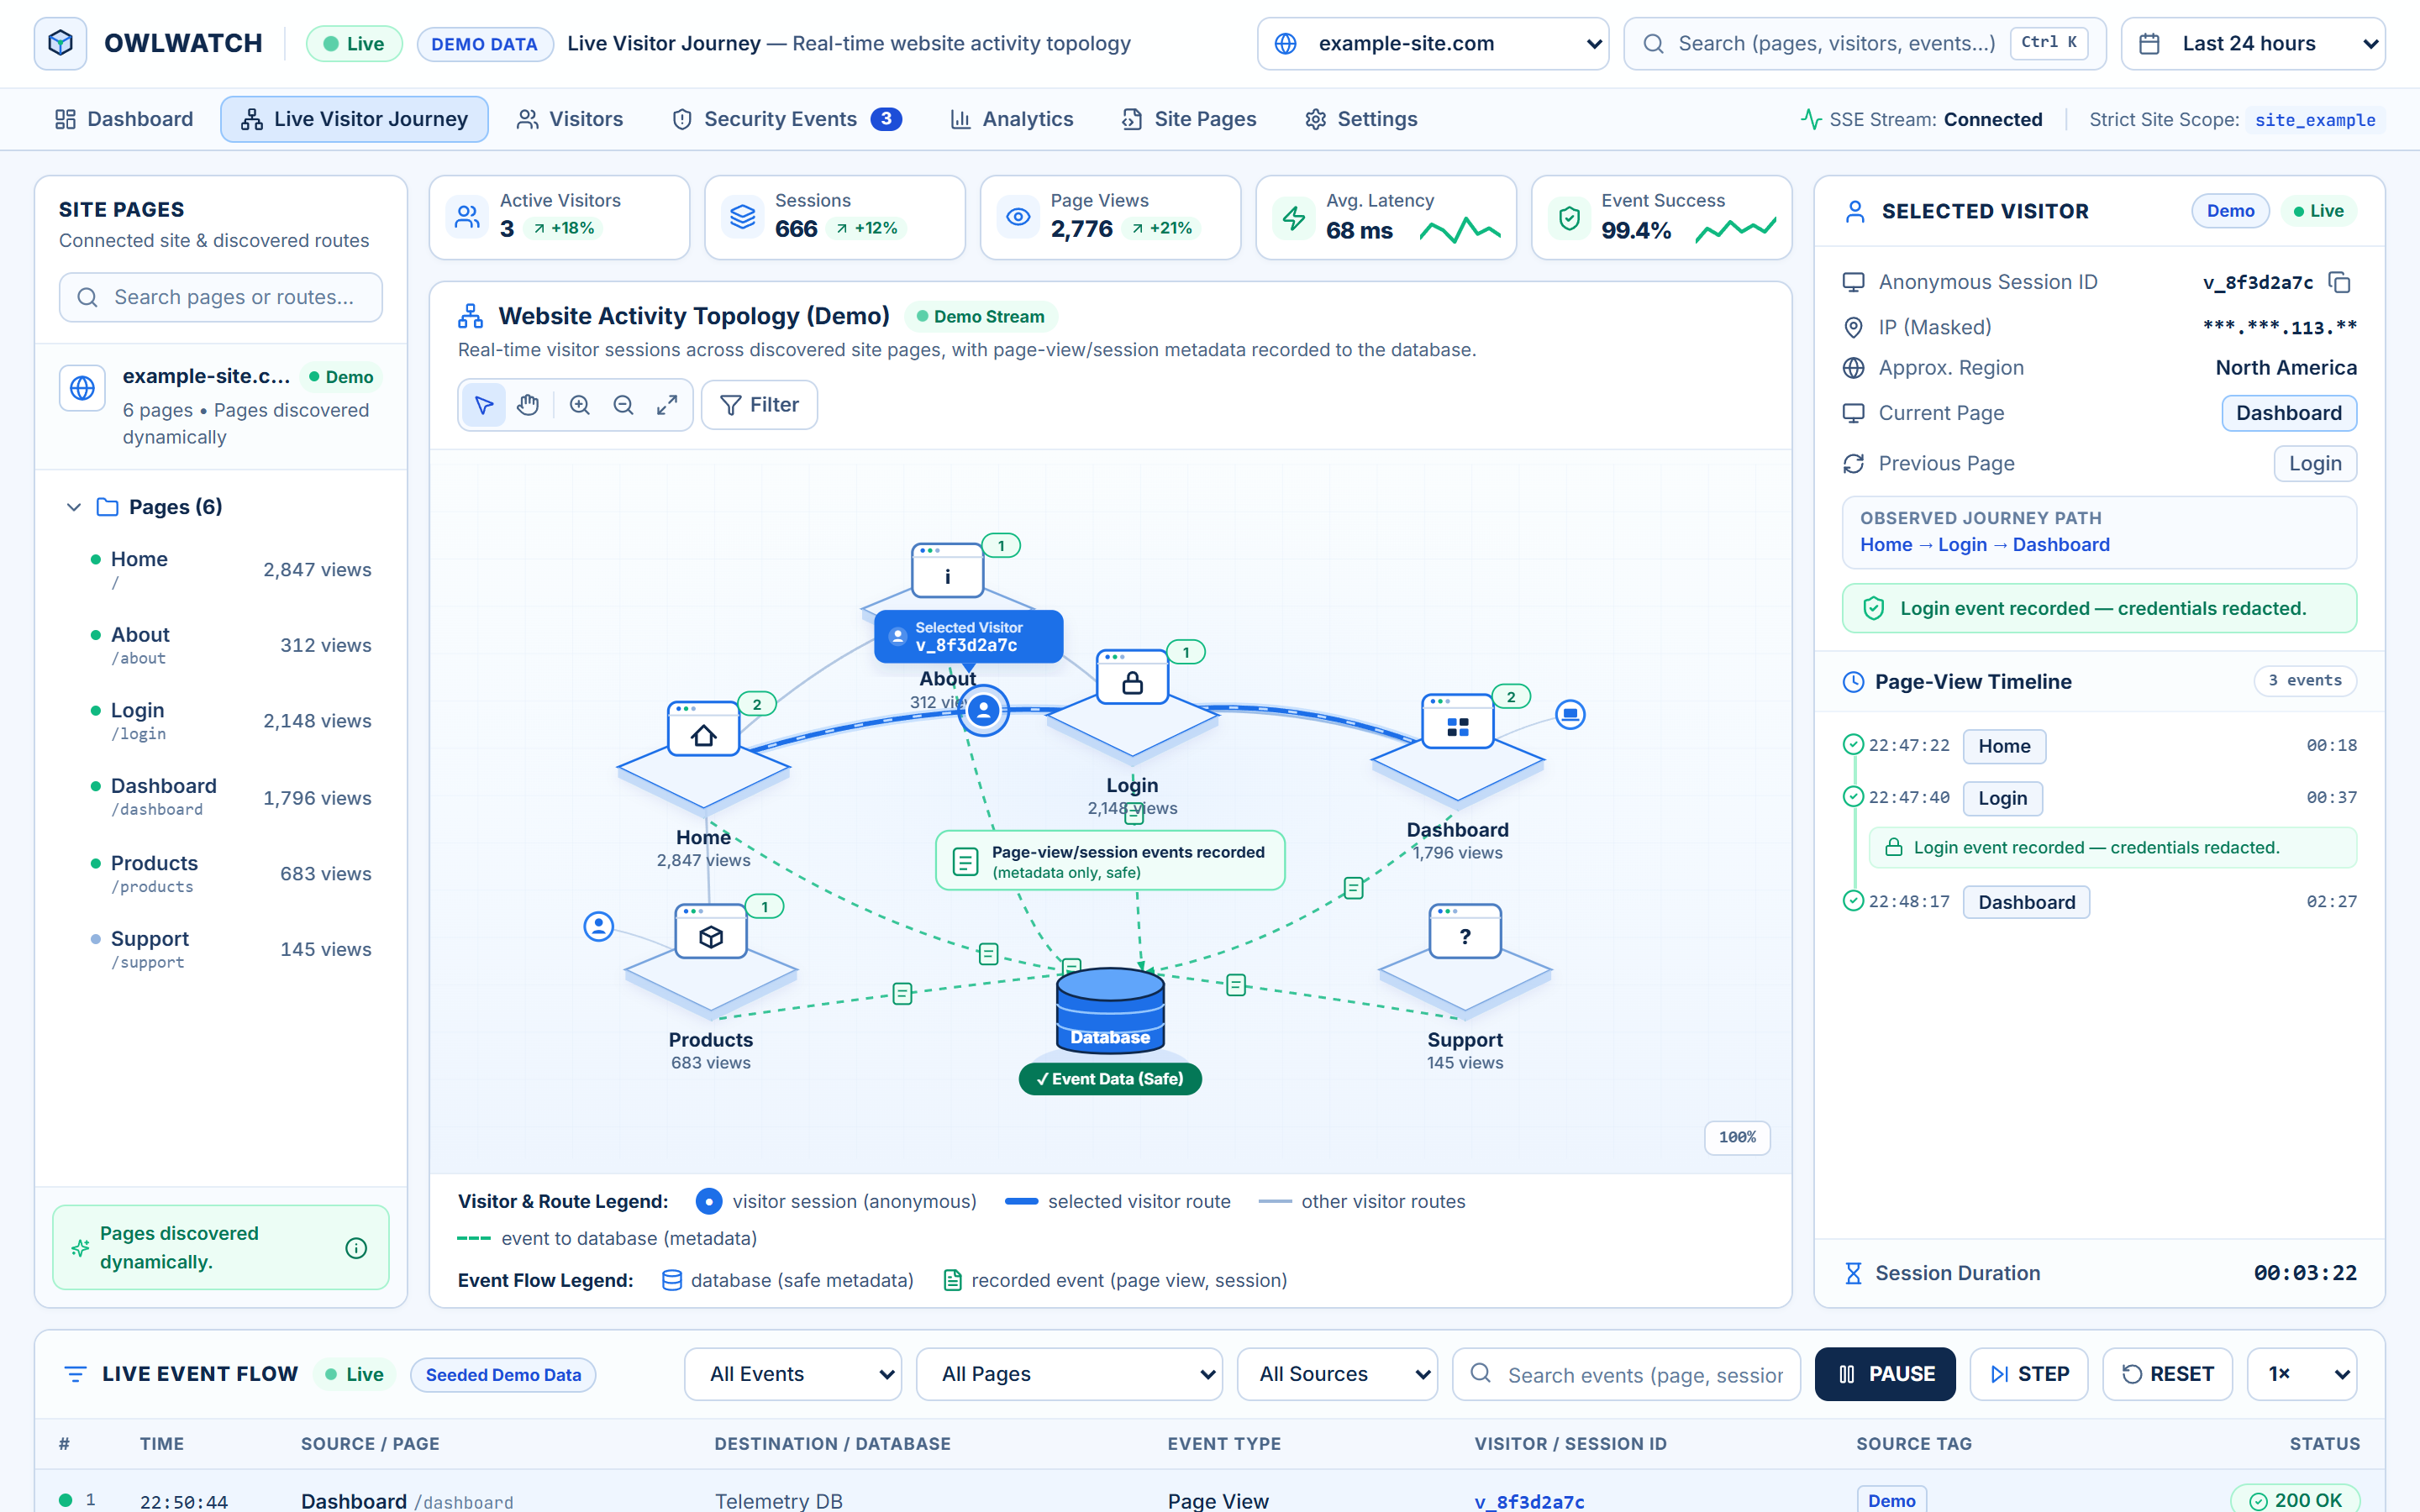 OWLWATCH
Live
DEMO DATA
Live Visitor Journey — Real-time website activity topology
example-site.com
Search (pages, visitors, events...)
Ctrl K
Last 24 hours
Dashboard
Live Visitor Journey
Visitors
Security Events 3
Analytics
Site Pages
Settings
SSE Stream: Connected
Strict Site Scope: site_example
SITE PAGES
Connected site & discovered routes
Search pages or routes...
example-site.c... Demo
6 pages • Pages discovered
dynamically
Pages (6)
Home
/
2,847 views
About
/about
312 views
Login
/login
2,148 views
Dashboard
/dashboard
1,796 views
Products
/products
683 views
Support
/support
145 views
Pages discovered
dynamically.
Active Visitors
3 +18%
Sessions
666 +12%
Page Views
2,776 +21%
Avg. Latency
68 ms
Event Success
99.4%
Website Activity Topology (Demo) Demo Stream
Real-time visitor sessions across discovered site pages, with page-view/session metadata recorded to the database.
Filter
1
i
Selected Visitor
v_8f3d2a7c
About
312 vie
1
Login
2,148 views
2
Home
2,847 views
2
Dashboard
1,796 views
Page-view/session events recorded
(metadata only, safe)
1
Products
683 views
Database
✓ Event Data (Safe)
?
Support
145 views
100%
Visitor & Route Legend: visitor session (anonymous) selected visitor route other visitor routes
event to database (metadata)
Event Flow Legend: database (safe metadata) recorded event (page view, session)
SELECTED VISITOR
Demo
Live
Anonymous Session ID v_8f3d2a7c
IP (Masked) ***.***.113.**
Approx. Region North America
Current Page Dashboard
Previous Page Login
OBSERVED JOURNEY PATH
Home → Login → Dashboard
Login event recorded — credentials redacted.
Page-View Timeline 3 events
22:47:22 Home 00:18
22:47:40 Login 00:37
Login event recorded — credentials redacted.
22:48:17 Dashboard 02:27
Session Duration 00:03:22
LIVE EVENT FLOW
Live
Seeded Demo Data
All Events
All Pages
All Sources
Search events (page, session
PAUSE
STEP
RESET
1×
# TIME SOURCE / PAGE DESTINATION / DATABASE EVENT TYPE VISITOR / SESSION ID SOURCE TAG STATUS
1 22:50:44 Dashboard /dashboard Telemetry DB Page View v_8f3d2a7c Demo 200 OK